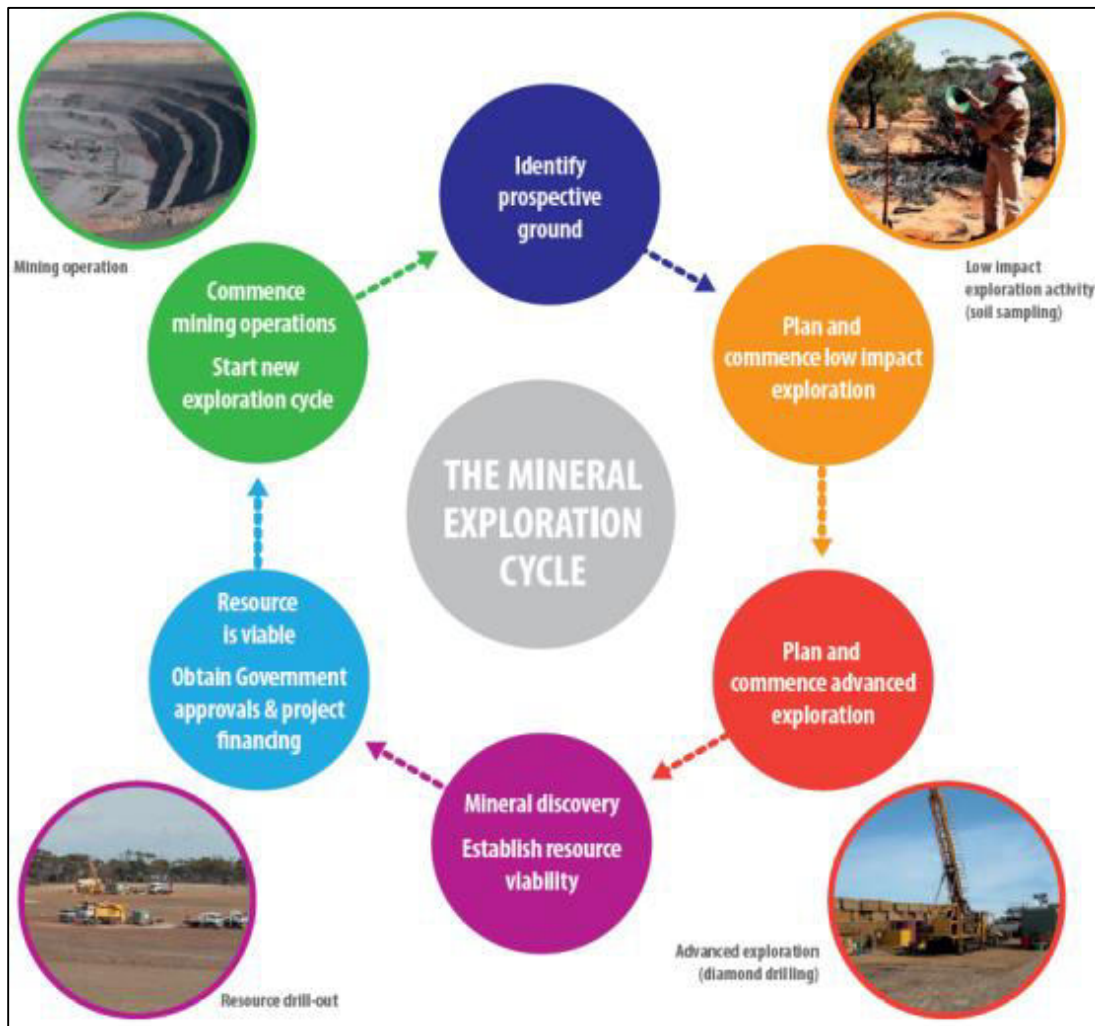 THE MINERAL
EXPLORATION
CYCLE
Identify
prospective
ground
Plan and
commence low impact
exploration
Low impact
exploration activity
(soil sampling)
Plan and
commence advanced
exploration
Advanced exploration
(diamond drilling)
Mineral discovery
Establish resource
viability
Resource drill-out
Resource
is viable
Obtain Government
approvals & project
financing
Commence
mining operations
Start new
exploration cycle
Mining operation